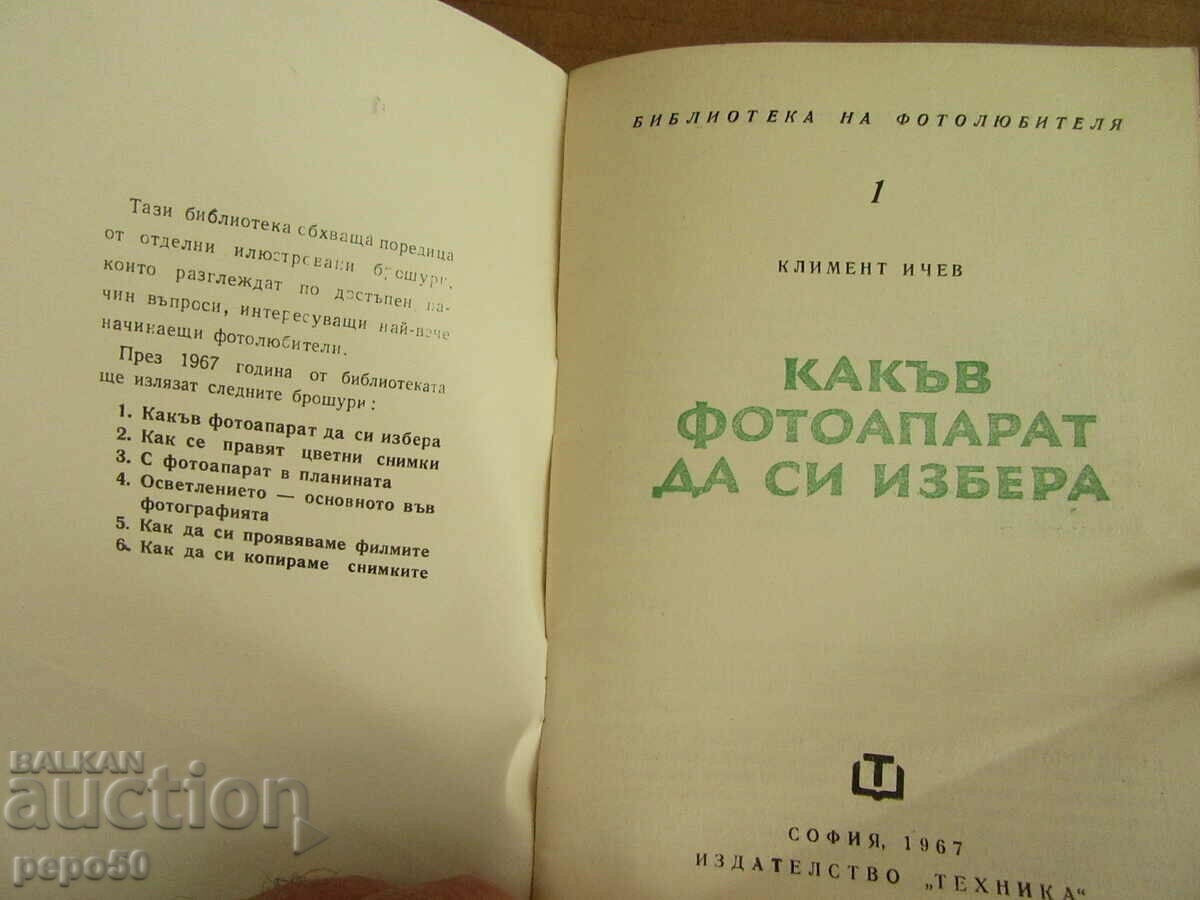 Тази библиотека обхваща поредица
от отделни илюстровани брошури,
които разглеждат по достъпен на-
чин въпроси, интересуващи най-вече
начинаещи фотолюбители.
През 1967 година от библиотеката
ще излязат следните брошури:
1. Какъв фотоапарат да си избера
2. Как се правят цветни снимки
3. С фотоапарат в планината
4. Осветлението — основното във
фотографията
5. Как да си проявяваме филмите
6. Как да си копираме снимките
БИБЛИОТЕКА НА ФОТОЛЮБИТЕЛЯ
1
КЛИМЕНТ ИЧЕВ
КАКЪВ
ФОТОАПАРАТ
ДА СИ ИЗБЕРА
Т
СОФИЯ, 1967
ИЗДАТЕЛСТВО „ТЕХНИКА“
BALKAN
auction
pepo50